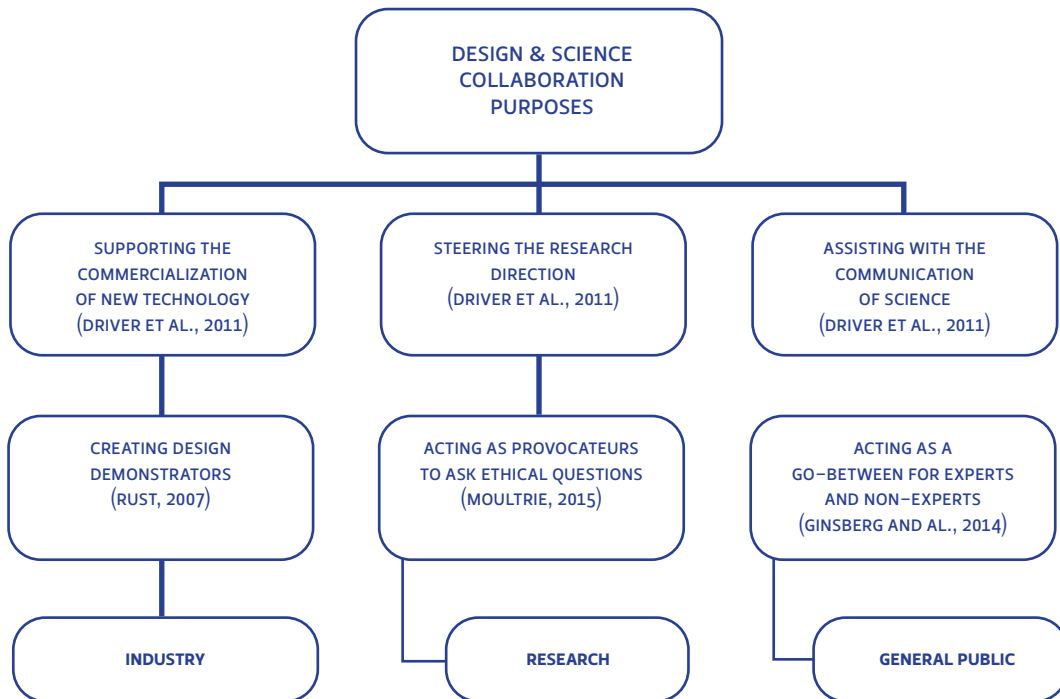 DESIGN & SCIENCE
COLLABORATION
PURPOSES
SUPPORTING THE
COMMERCIALIZATION
OF NEW TECHNOLOGY
(DRIVER ET AL., 2011)
STEERING THE RESEARCH
DIRECTION
(DRIVER ET AL., 2011)
ASSISTING WITH THE
COMMUNICATION
OF SCIENCE
(DRIVER ET AL., 2011)
CREATING DESIGN
DEMONSTRATORS
(RUST, 2007)
ACTING AS PROVOCATEURS
TO ASK ETHICAL QUESTIONS
(MOULTRIE, 2015)
ACTING AS A
GO-BETWEEN FOR EXPERTS
AND NON-EXPERTS
(GINSBERG AND AL., 2014)
INDUSTRY
RESEARCH
GENERAL PUBLIC